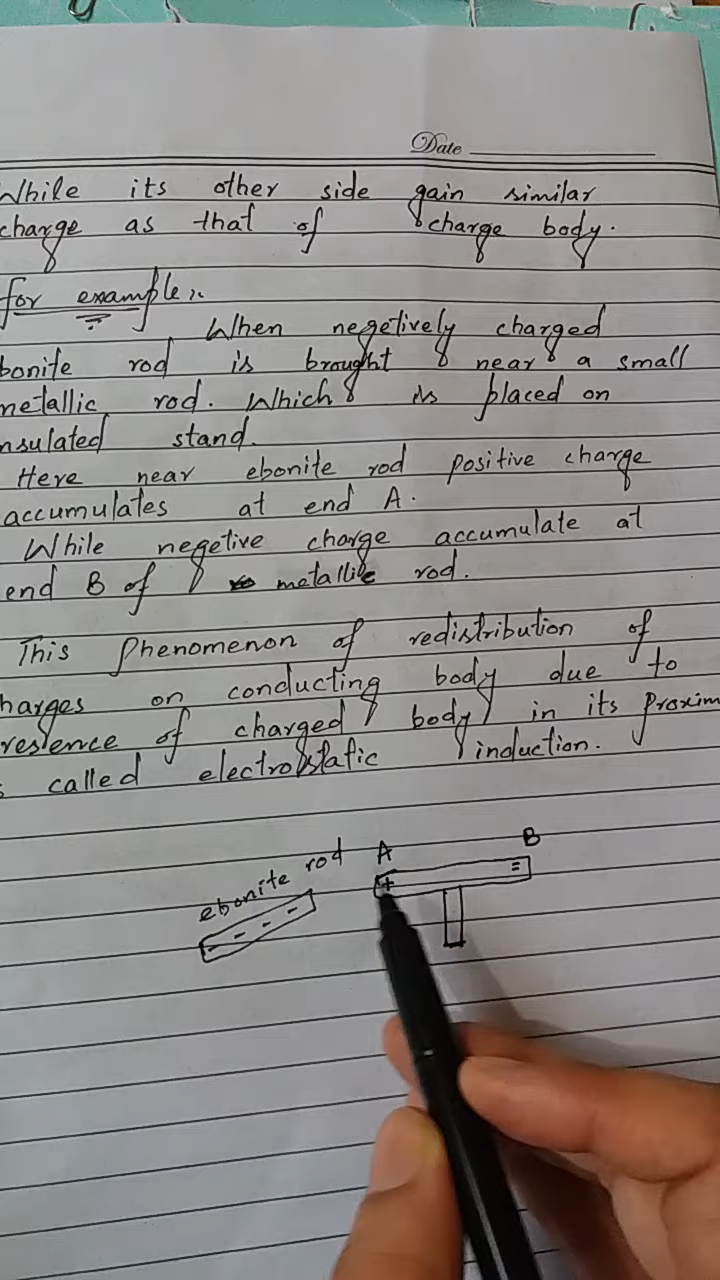 Date
While its other side gain similar
charge as that of charge body.
for example:
When negetively charged
bonite rod is brought near a small
metallic rod. Which is placed on
nsulated stand.
Here near ebonite rod positive charge
accumulates at end A.
While negetive charge accumulate at
end B of metallic rod.
This Phenomenon of redistribution of
harges on conducting body due to
resence of charged body in its Proxim
s called electrostatic induction.
ebonite rod A B
+ =
- - - -